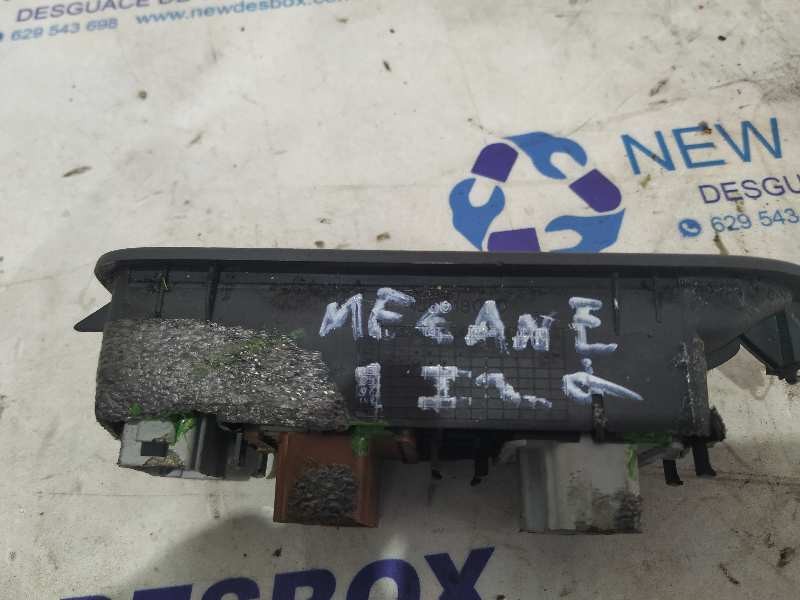 DESGUACE DE
www.newdesbox.com
629 543 698
NEW
DESGUACE
629 543
MEGANE
DESBOX